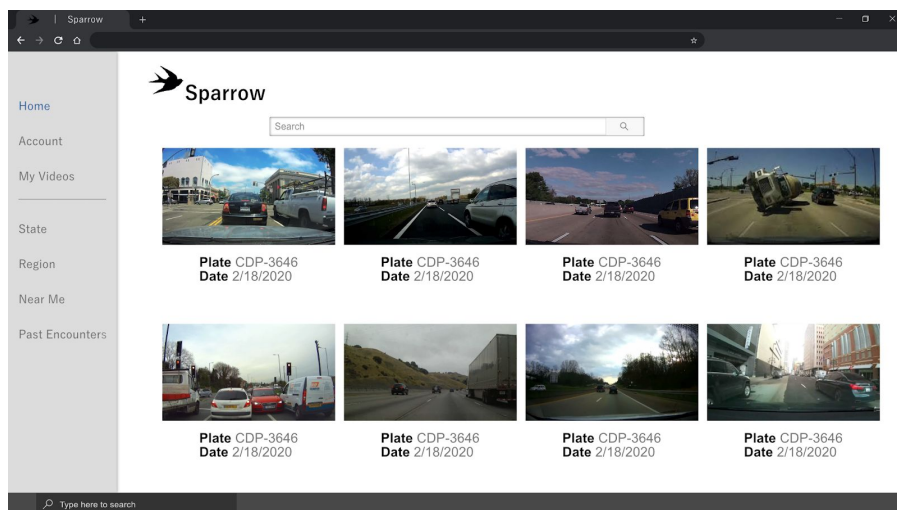 | Sparrow
Sparrow
Search
Home
Account
My Videos
State
Region
Near Me
Past Encounters
Plate CDP-3646
Date 2/18/2020
Plate CDP-3646
Date 2/18/2020
Plate CDP-3646
Date 2/18/2020
Plate CDP-3646
Date 2/18/2020
Plate CDP-3646
Date 2/18/2020
Plate CDP-3646
Date 2/18/2020
Plate CDP-3646
Date 2/18/2020
Plate CDP-3646
Date 2/18/2020
Type here to search